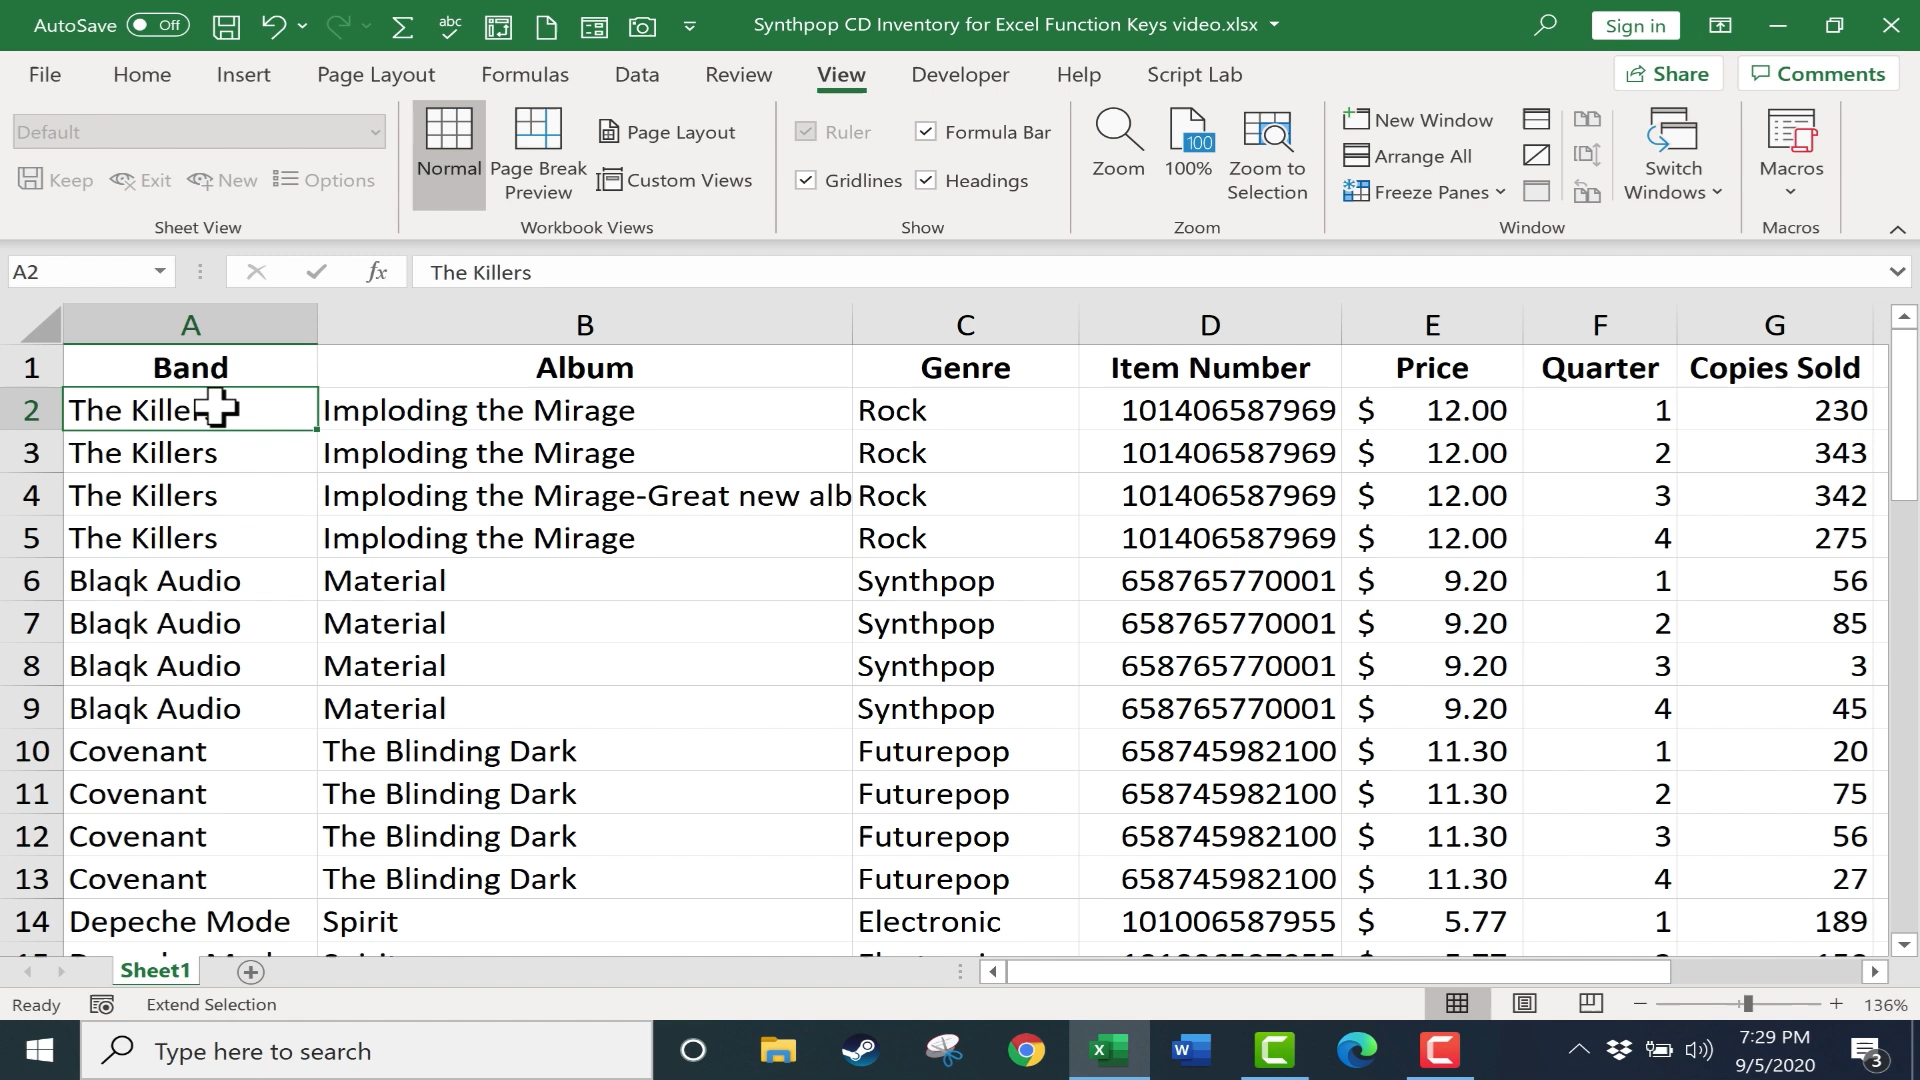 AutoSave Off abc Synthpop CD Inventory for Excel Function Keys video.xlsx Sign in
File Home Insert Page Layout Formulas Data Review View Developer Help Script Lab Share Comments
Default
Keep Exit New Options
Sheet View
Normal
Page Break Preview
Page Layout
Custom Views
Workbook Views
Ruler Formula Bar
Gridlines Headings
Show
Zoom
100
100%
Zoom to Selection
Zoom
New Window
Arrange All
Freeze Panes
Switch Windows
Window
Macros
Macros
A2 fx The Killers
A B C D E F G
1 Band Album Genre Item Number Price Quarter Copies Sold
2 The Killer Imploding the Mirage Rock 101406587969 $ 12.00 1 230
3 The Killers Imploding the Mirage Rock 101406587969 $ 12.00 2 343
4 The Killers Imploding the Mirage-Great new alb Rock 101406587969 $ 12.00 3 342
5 The Killers Imploding the Mirage Rock 101406587969 $ 12.00 4 275
6 Blaqk Audio Material Synthpop 658765770001 $ 9.20 1 56
7 Blaqk Audio Material Synthpop 658765770001 $ 9.20 2 85
8 Blaqk Audio Material Synthpop 658765770001 $ 9.20 3 3
9 Blaqk Audio Material Synthpop 658765770001 $ 9.20 4 45
10 Covenant The Blinding Dark Futurepop 658745982100 $ 11.30 1 20
11 Covenant The Blinding Dark Futurepop 658745982100 $ 11.30 2 75
12 Covenant The Blinding Dark Futurepop 658745982100 $ 11.30 3 56
13 Covenant The Blinding Dark Futurepop 658745982100 $ 11.30 4 27
14 Depeche Mode Spirit Electronic 101006587955 $ 5.77 1 189
Sheet1
Ready Extend Selection 136%
Type here to search
7:29 PM
9/5/2020
3